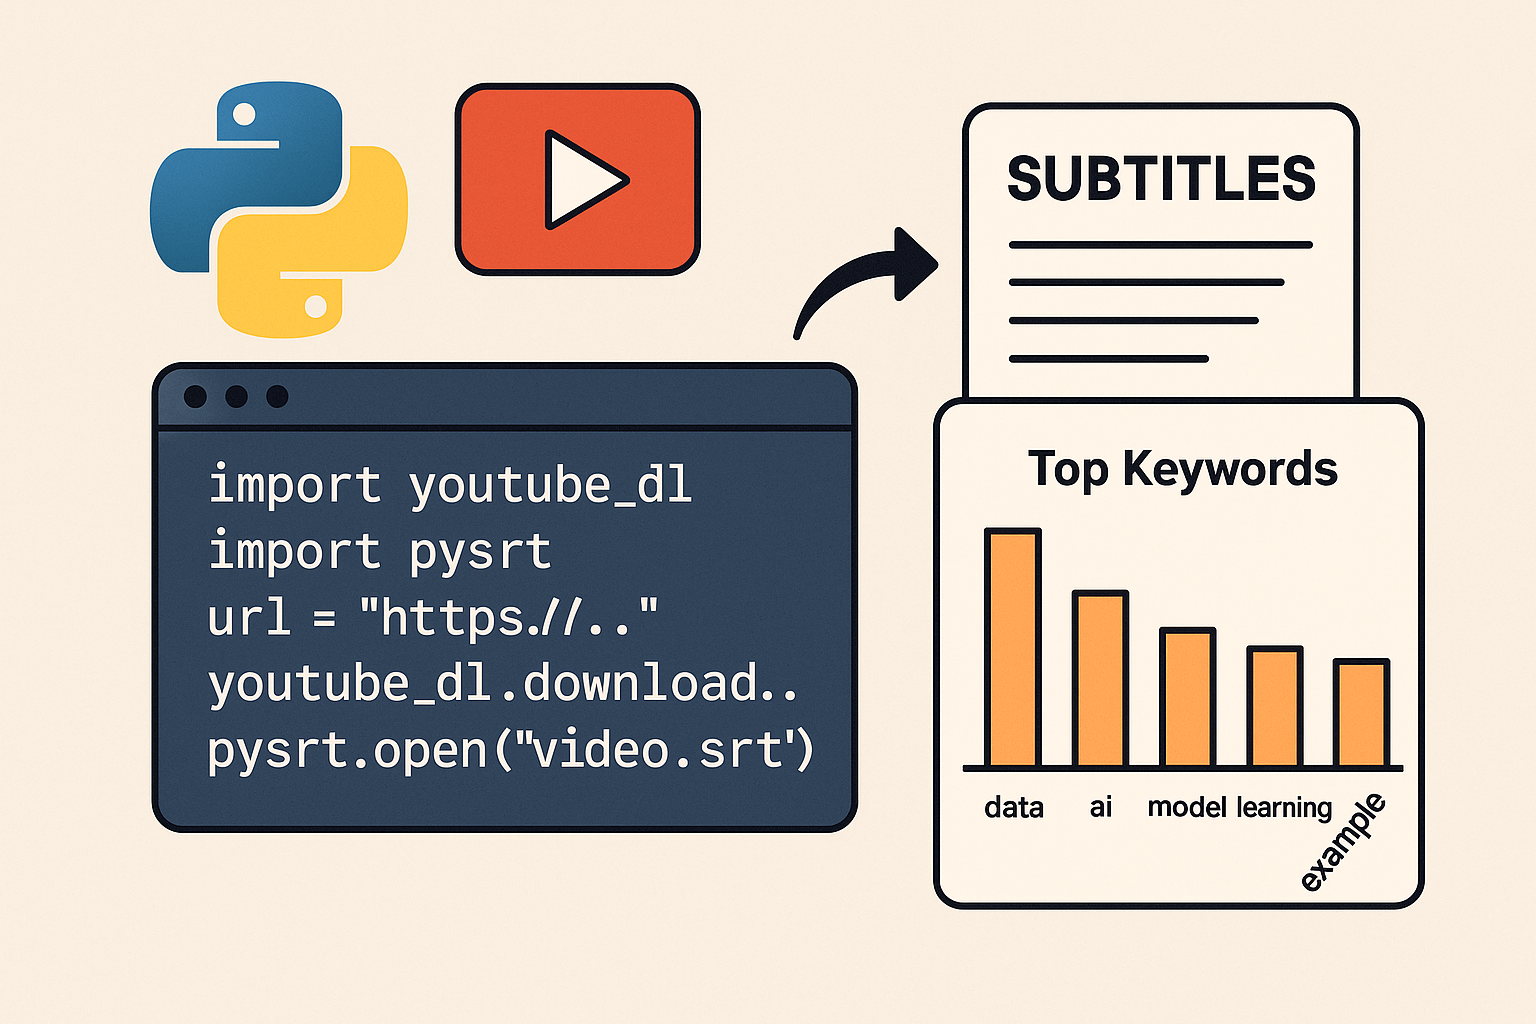 import youtube_dl
import pysrt
url = "https.//.."
youtube_dl.download..
pysrt.open("video.srt')
SUBTITLES
Top Keywords
data ai model learning example